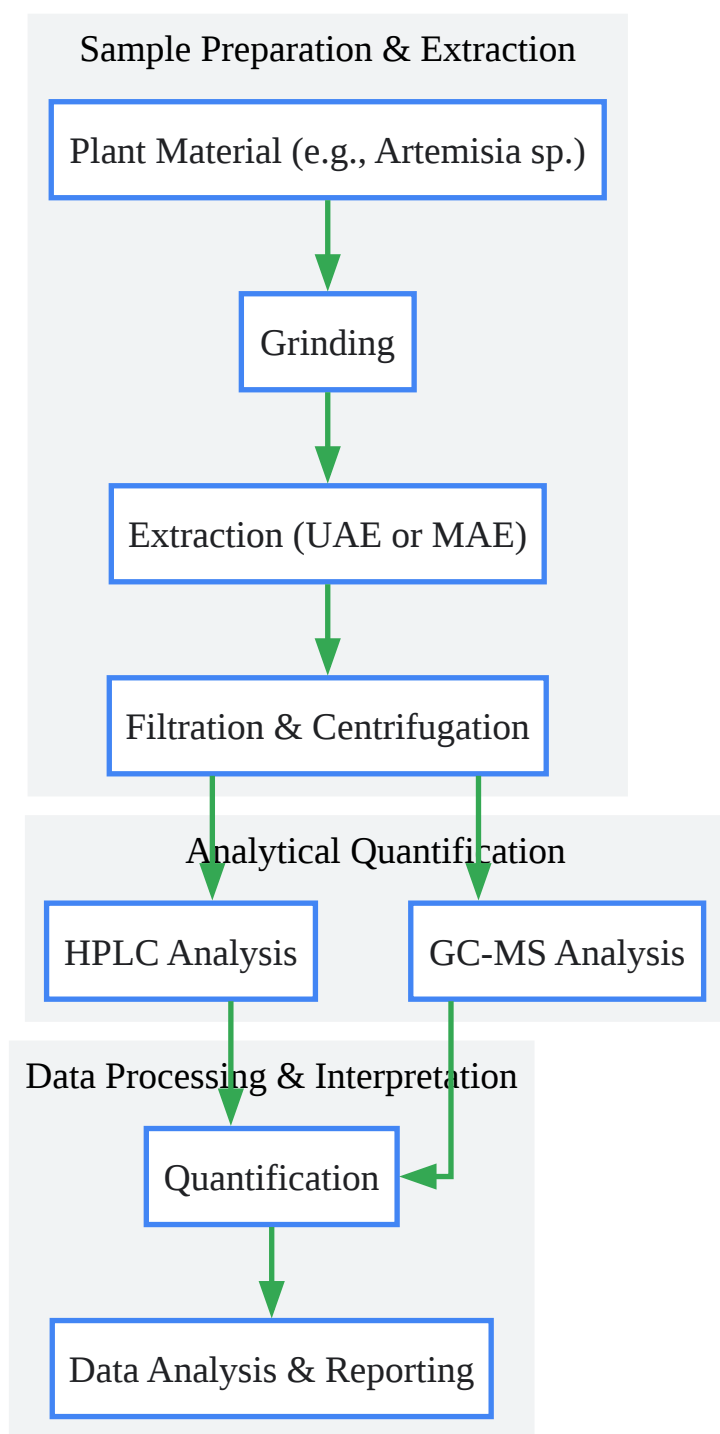 Sample Preparation & Extraction
Plant Material (e.g., Artemisia sp.)
Grinding
Extraction (UAE or MAE)
Filtration & Centrifugation
Analytical Quantification
HPLC Analysis
GC-MS Analysis
Data Processing & Interpretation
Quantification
Data Analysis & Reporting